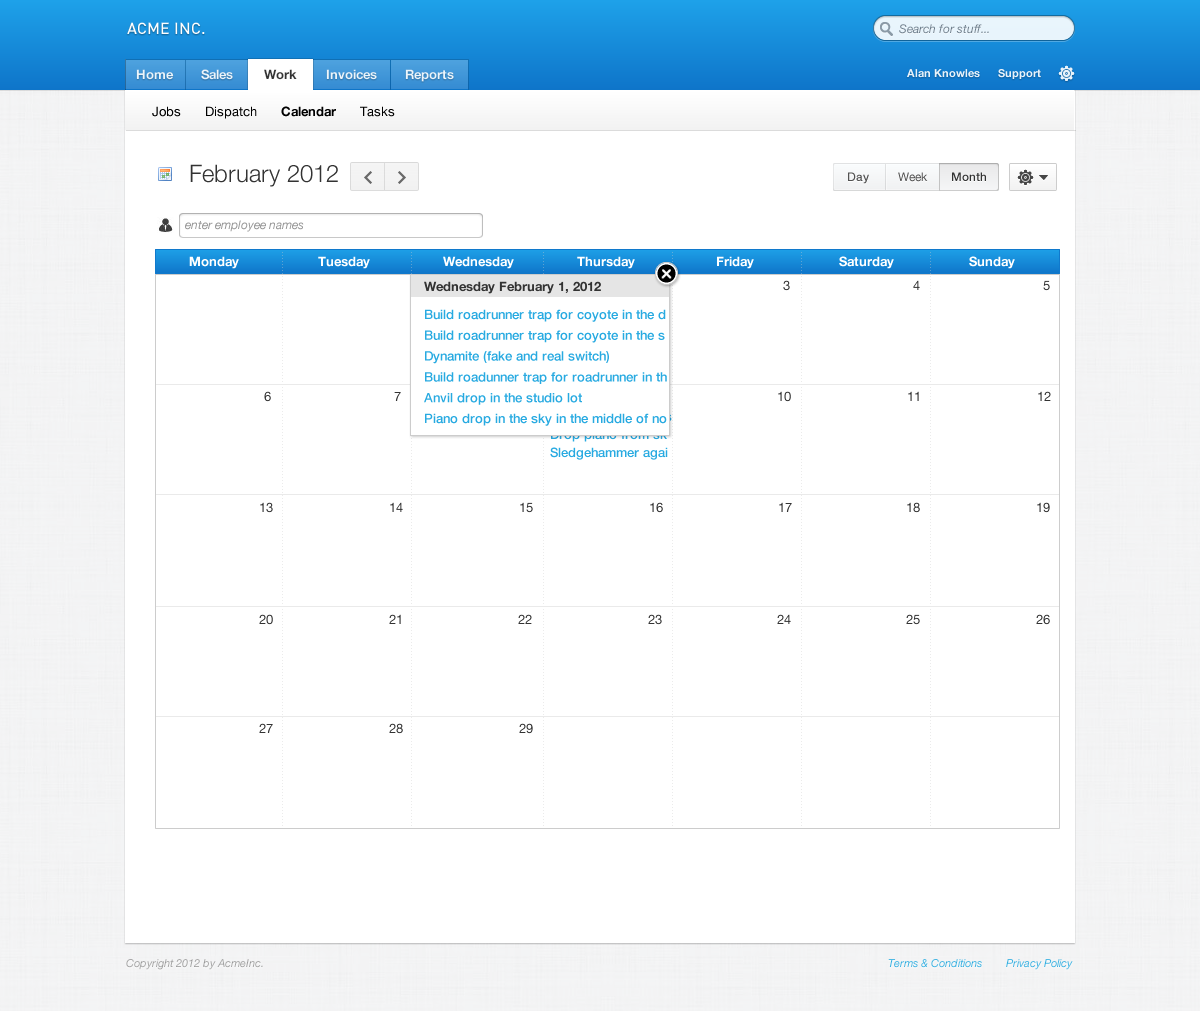 ACME INC.
Search for stuff...
Home Sales Work Invoices Reports
Alan Knowles Support
Jobs Dispatch Calendar Tasks
February 2012
Day Week Month
enter employee names
Monday Tuesday Wednesday Thursday Friday Saturday Sunday
Wednesday February 1, 2012
3 4 5
Build roadrunner trap for coyote in the d
Build roadrunner trap for coyote in the s
Dynamite (fake and real switch)
Build roadunner trap for roadrunner in th
6 7 10 11 12
Anvil drop in the studio lot
Piano drop in the sky in the middle of no
Drop piano from sk
Sledgehammer agai
13 14 15 16 17 18 19
20 21 22 23 24 25 26
27 28 29
Copyright 2012 by AcmeInc.
Terms & Conditions Privacy Policy